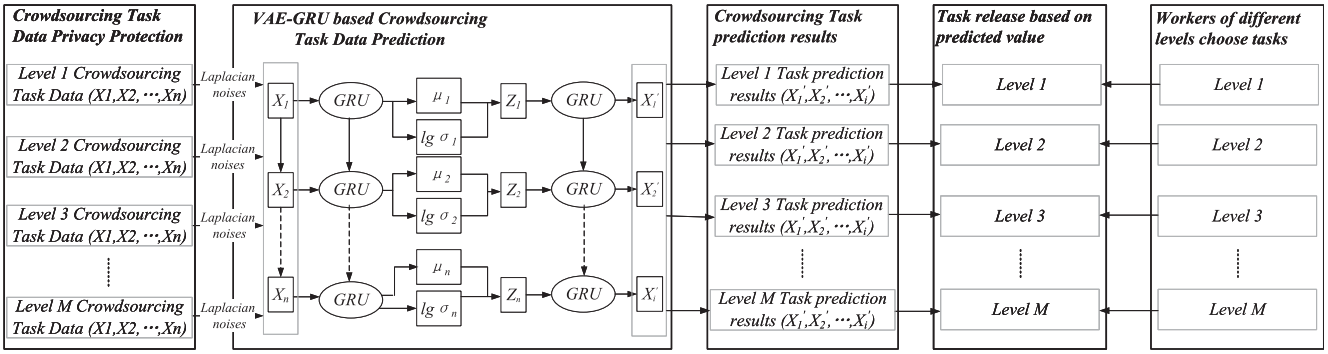 Crowdsourcing Task
Data Privacy Protection
Level 1 Crowdsourcing
Task Data (X1,X2, ⋯,Xn)
Level 2 Crowdsourcing
Task Data (X1,X2, ⋯,Xn)
Level 3 Crowdsourcing
Task Data (X1,X2, ⋯,Xn)
Level M Crowdsourcing
Task Data (X1,X2, ⋯,Xn)
Laplacian
noises
Laplacian
noises
Laplacian
noises
Laplacian
noises
VAE-GRU based Crowdsourcing
Task Data Prediction
X₁ GRU μ₁ Z₁ GRU X₁'
lg σ₁
X₂ GRU μ₂ Z₂ GRU X₂'
lg σ₂
Xₙ GRU μₙ Zₙ GRU Xᵢ'
lg σₙ
Crowdsourcing Task
prediction results
Level 1 Task prediction
results (X₁',X₂', ⋯,Xᵢ')
Level 2 Task prediction
results (X₁',X₂', ⋯,Xᵢ')
Level 3 Task prediction
results (X₁',X₂', ⋯,Xᵢ')
Level M Task prediction
results (X₁',X₂', ⋯,Xᵢ')
Task release based on
predicted value
Level 1
Level 2
Level 3
Level M
Workers of different
levels choose tasks
Level 1
Level 2
Level 3
Level M